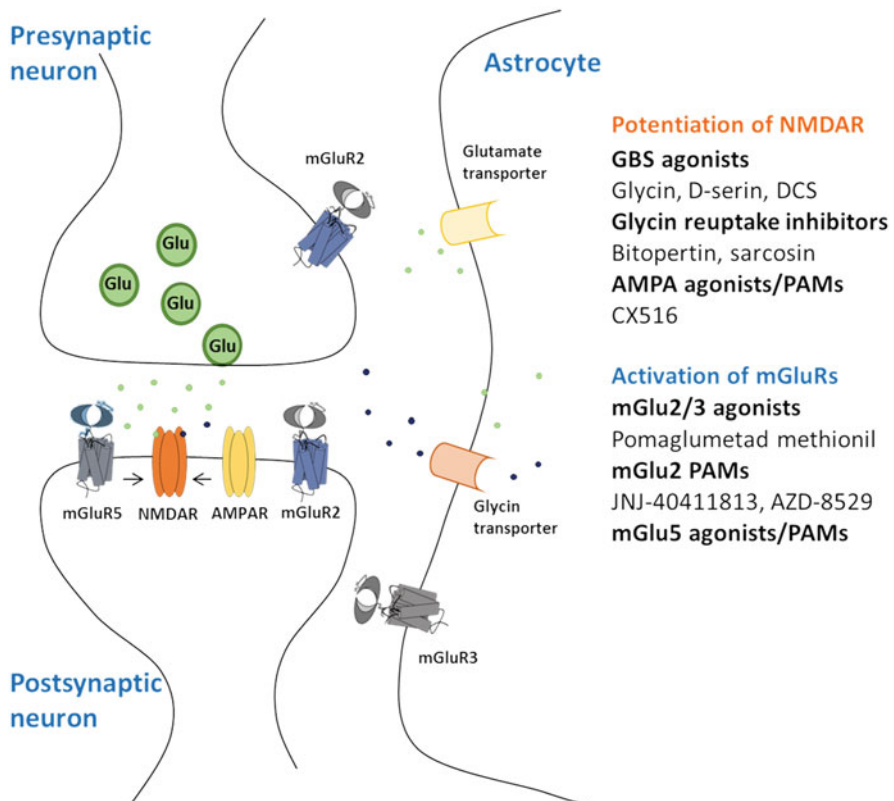 Presynaptic
neuron
Astrocyte
mGluR2
Glutamate
transporter
Glu
Glu
Glu
Glu
mGluR5
NMDAR
AMPAR
mGluR2
Glycin
transporter
mGluR3
Postsynaptic
neuron
Potentiation of NMDAR
GBS agonists
Glycin, D-serin, DCS
Glycin reuptake inhibitors
Bitopertin, sarcosin
AMPA agonists/PAMs
CX516
Activation of mGluRs
mGlu2/3 agonists
Pomaglumetad methionil
mGlu2 PAMs
JNJ-40411813, AZD-8529
mGlu5 agonists/PAMs